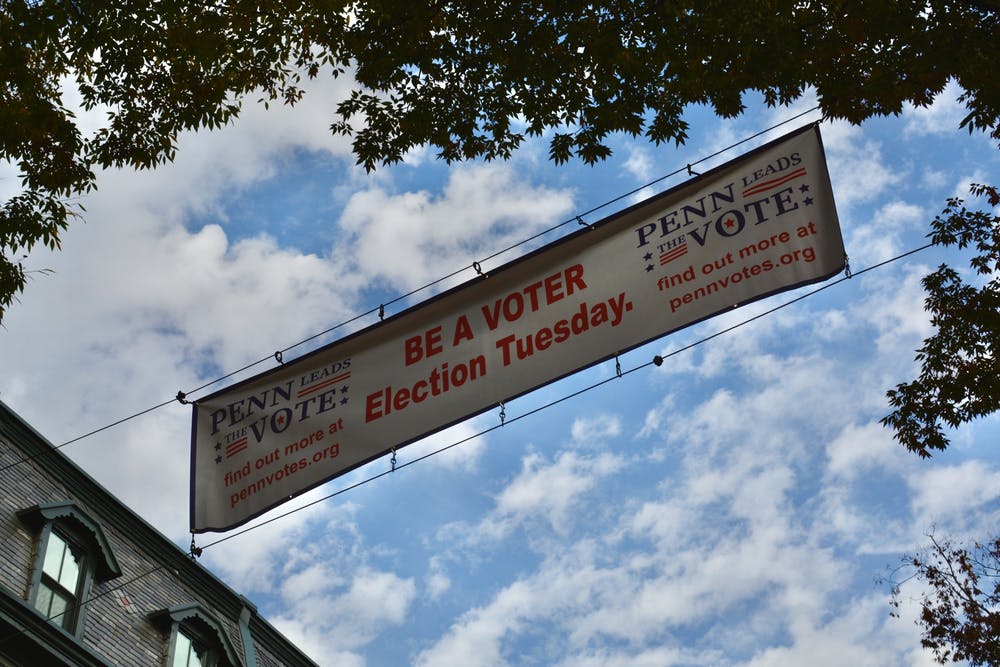 PENN LEADS
THE VOTE
find out more at
pennvotes.org
BE A VOTER
Election Tuesday.
PENN LEADS
THE VOTE
find out more at
pennvotes.org